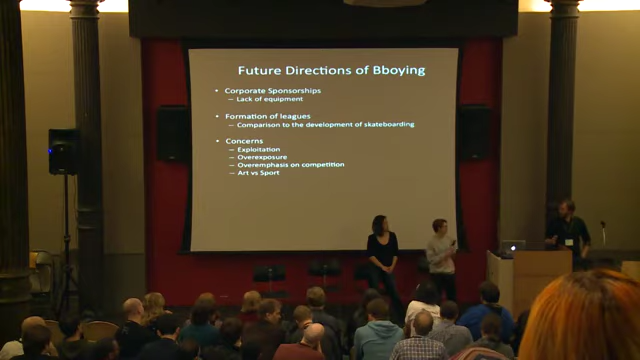 Future Directions of Bboying
• Corporate Sponsorships
– Lack of equipment
• Formation of leagues
– Comparison to the development of skateboarding
• Concerns
– Exploitation
– Overexposure
– Overemphasis on competition
– Art vs Sport